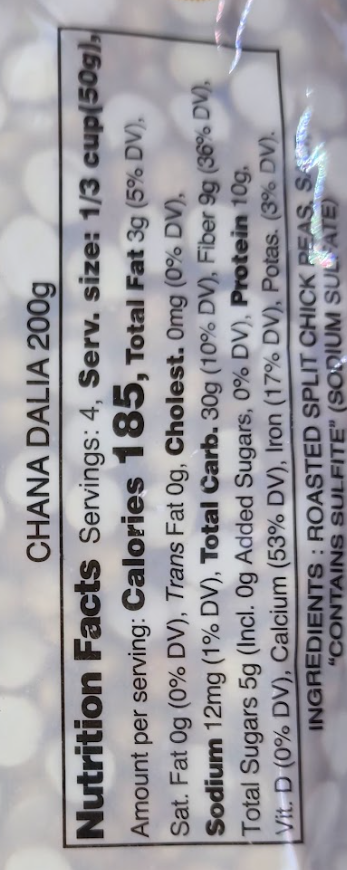 CHANA DALIA 200g
Nutrition Facts Servings: 4, Serv. size: 1/3 cup(50g),
Amount per serving: Calories 185, Total Fat 3g (5% DV),
Sat. Fat 0g (0% DV), Trans Fat 0g, Cholest. 0mg (0% DV),
Sodium 12mg (1% DV), Total Carb. 30g (10% DV), Fiber 9g (36% DV),
Total Sugars 5g (Incl. 0g Added Sugars, 0% DV), Protein 10g,
Vit. D (0% DV), Calcium (53% DV), Iron (17% DV), Potas. (3% DV).
INGREDIENTS : ROASTED SPLIT CHICK PEAS,
"CONTAINS SULFITE" (SODIUM SULFATE)